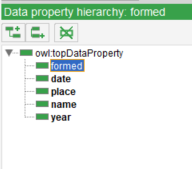 Data property hierarchy: formed
owl:topDataProperty
formed
date
place
name
year